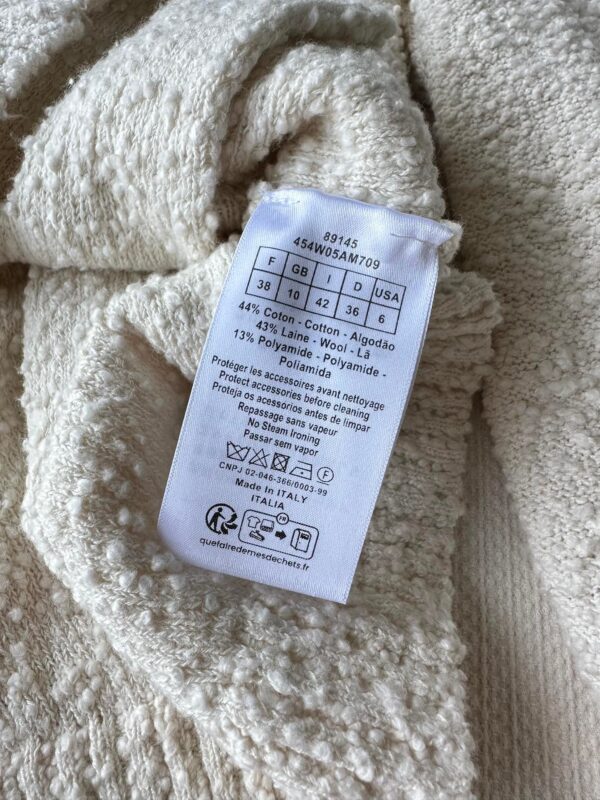 89145
454W05AM709
F GB I D USA
38 10 42 36 6
44% Coton - Cotton - Algodão
43% Laine - Wool - Lã
13% Polyamide - Polyamide -
Poliamida
Protéger les accessoires avant nettoyage
Protect accessories before cleaning
Proteja os acessórios antes de limpar
Repassage sans vapeur
No Steam Ironing
Passar sem vapor
F
CNPJ 02-046-366/0003-99
Made In ITALY
ITALIA
FR
quefairedemesdechets.fr